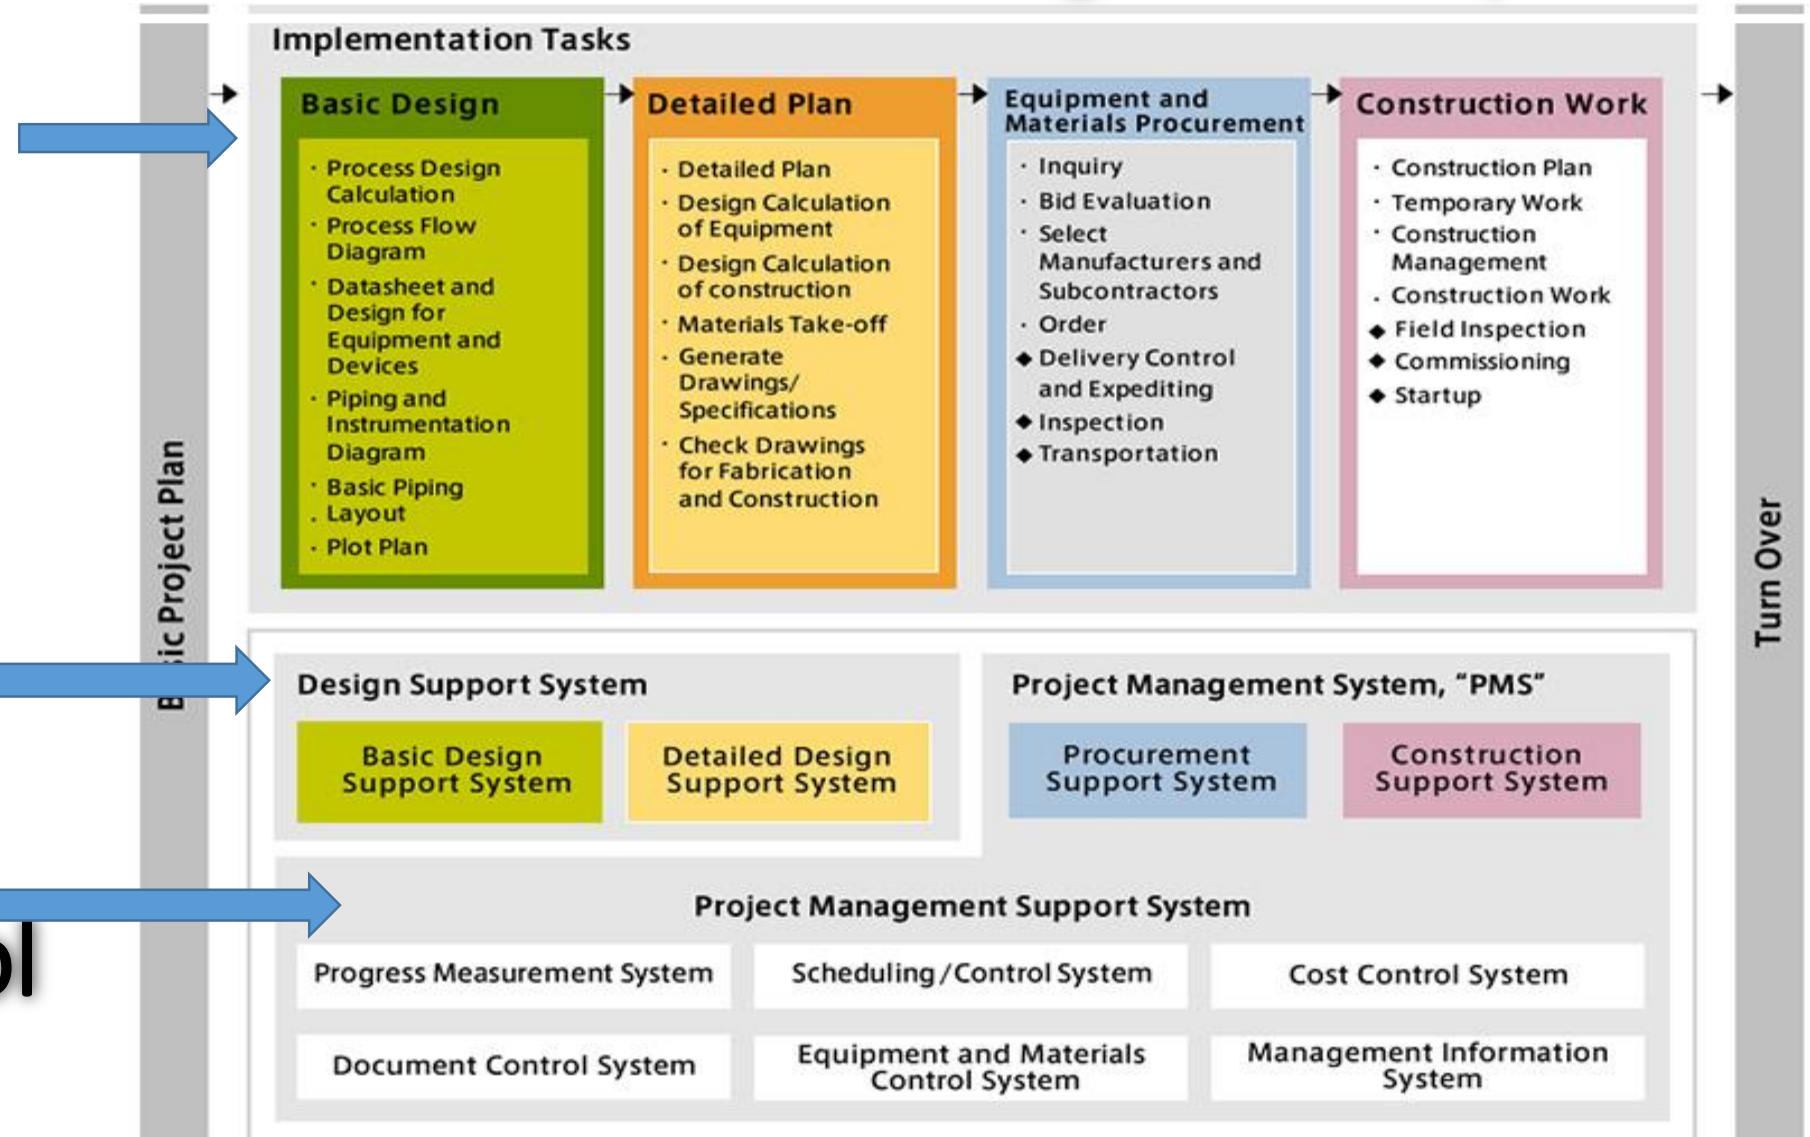 Implementation Tasks
Basic Design
· Process Design
Calculation
· Process Flow
Diagram
· Datasheet and
Design for
Equipment and
Devices
· Piping and
Instrumentation
Diagram
· Basic Piping
. Layout
· Plot Plan
Detailed Plan
· Detailed Plan
· Design Calculation
of Equipment
· Design Calculation
of construction
· Materials Take-off
· Generate
Drawings/
Specifications
· Check Drawings
for Fabrication
and Construction
Equipment and
Materials Procurement
· Inquiry
· Bid Evaluation
· Select
Manufacturers and
Subcontractors
· Order
◆ Delivery Control
and Expediting
◆ Inspection
◆ Transportation
Construction Work
· Construction Plan
· Temporary Work
· Construction
Management
. Construction Work
◆ Field Inspection
◆ Commissioning
◆ Startup
Basic Project Plan
Turn Over
Design Support System
Basic Design
Support System
Detailed Design
Support System
Project Management System, “PMS”
Procurement
Support System
Construction
Support System
Project Management Support System
Progress Measurement System
Scheduling/Control System
Cost Control System
Document Control System
Equipment and Materials
Control System
Management Information
System